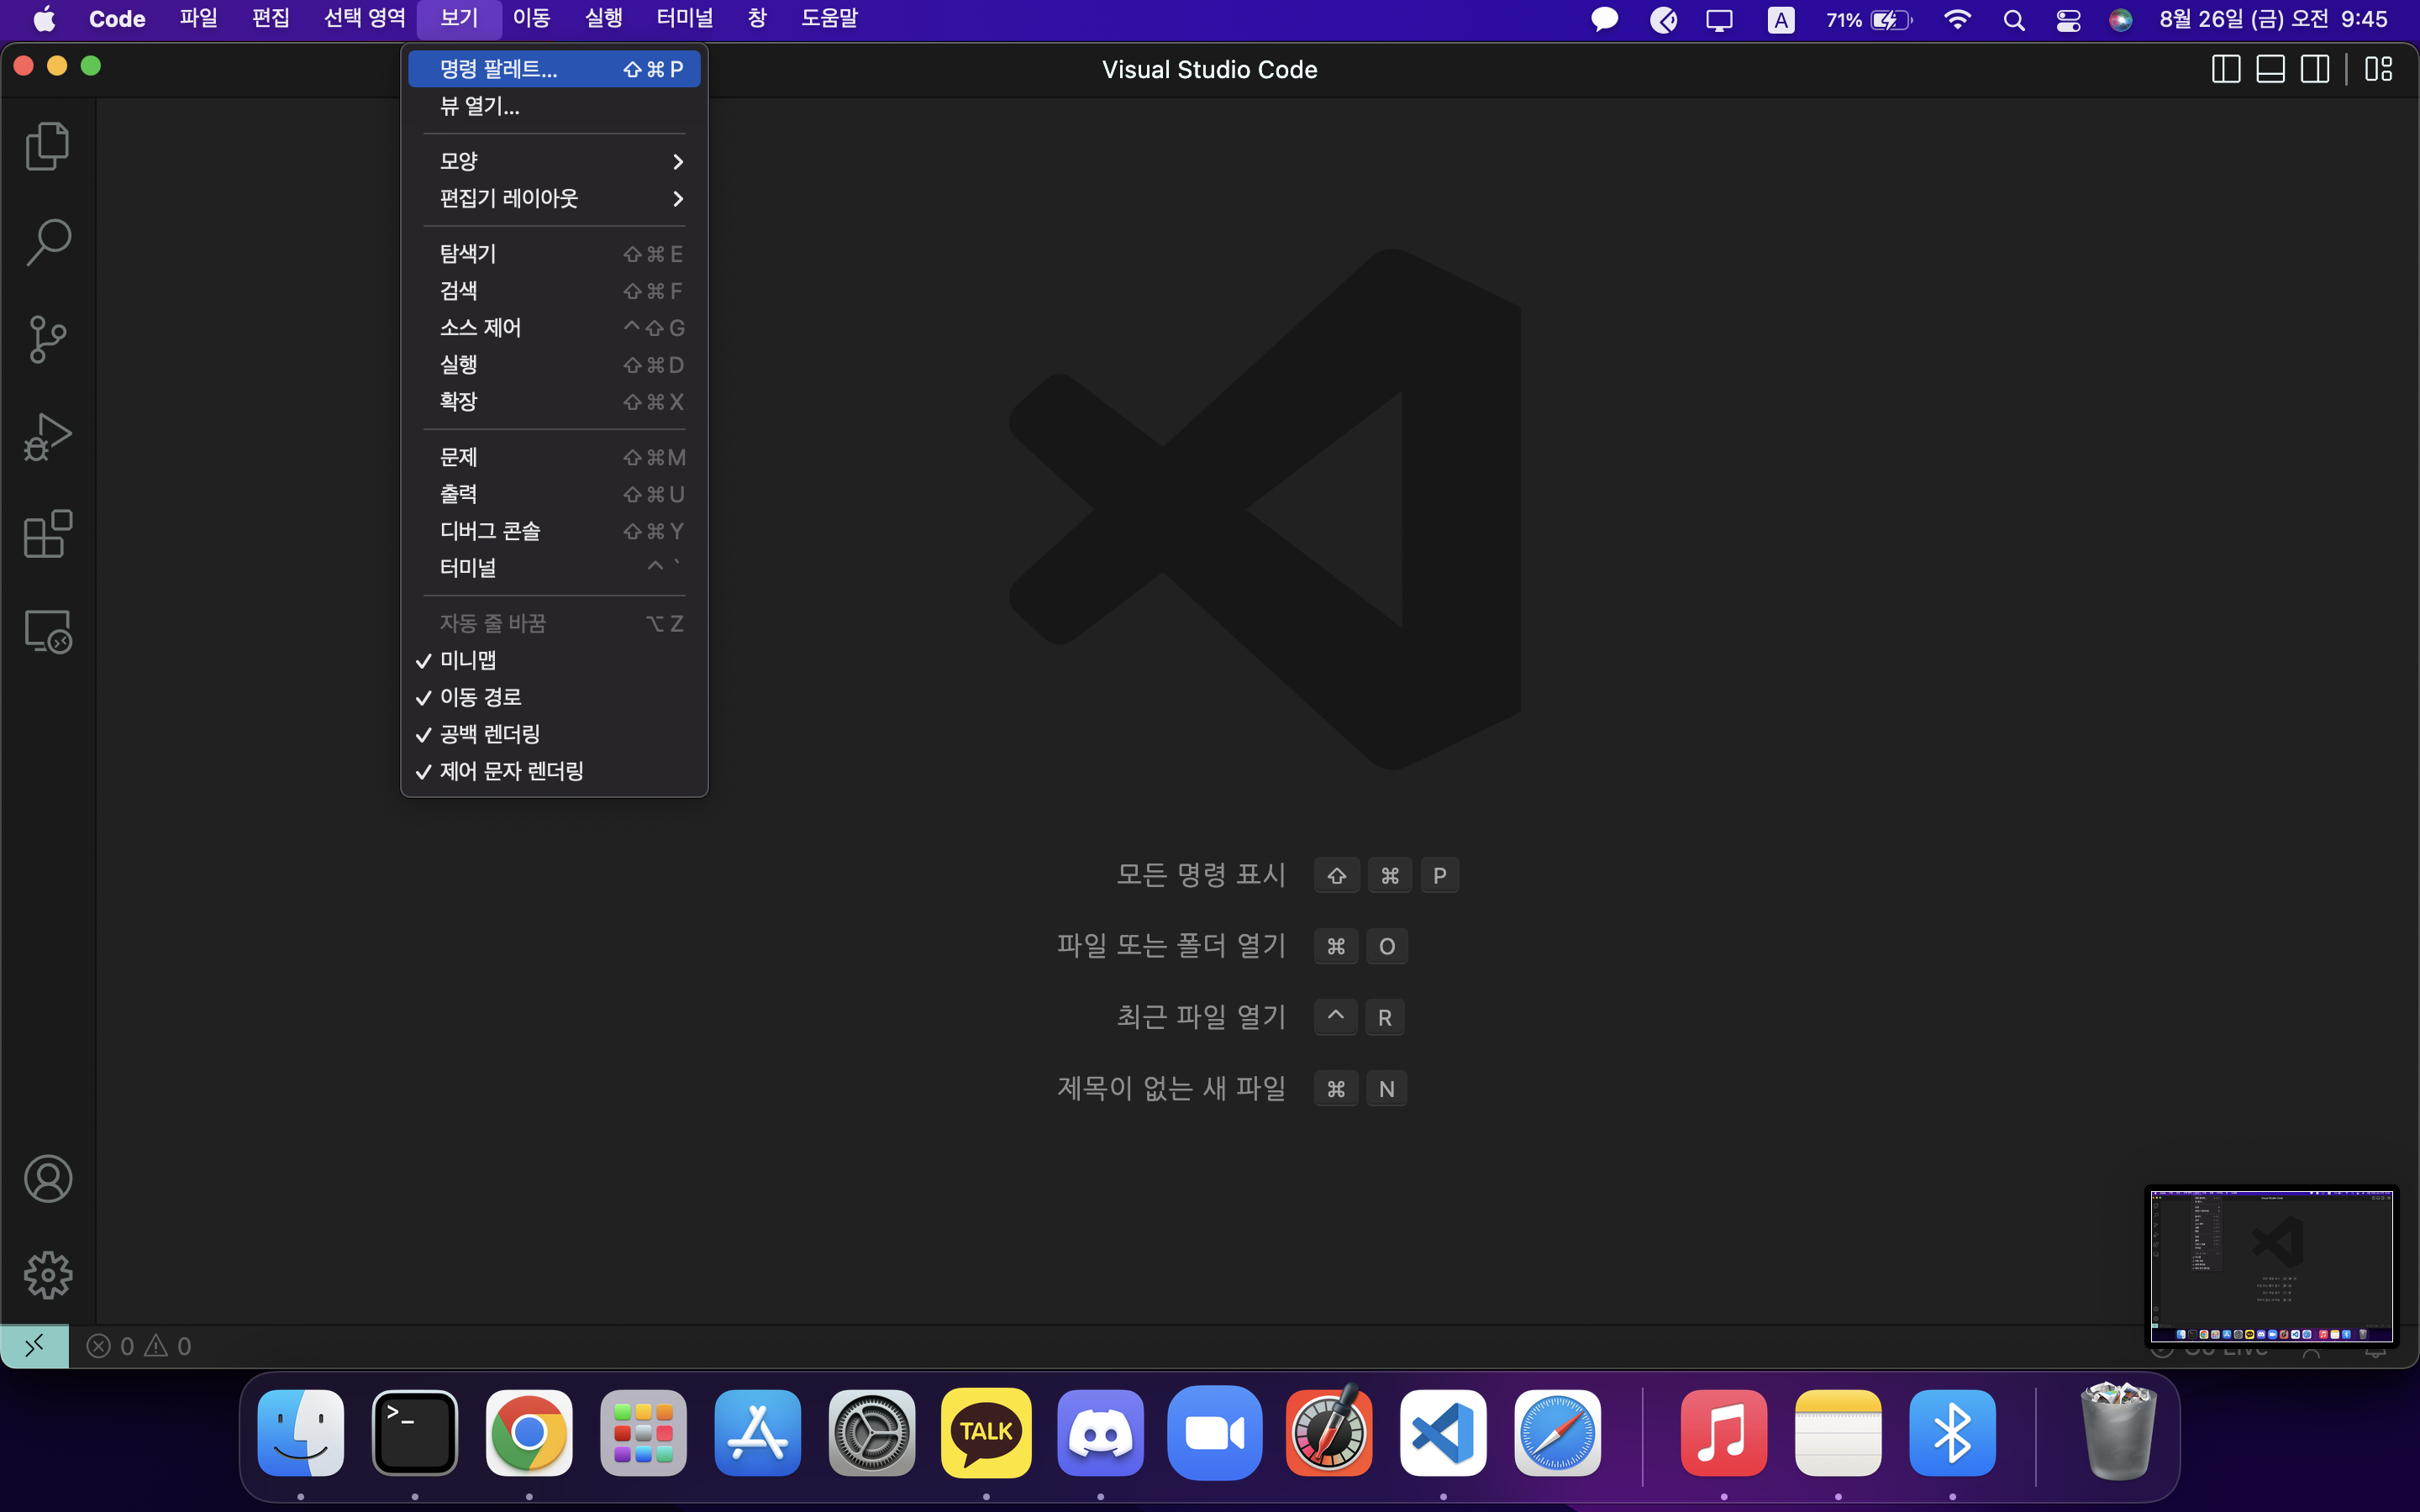 Code 파일 편집 선택 영역 보기 이동 실행 터미널 창 도움말 A 71% 8월 26일 (금) 오전 9:45
Visual Studio Code
명령 팔레트... ⇧⌘P
뷰 열기...
모양
편집기 레이아웃
탐색기 ⇧⌘E
검색 ⇧⌘F
소스 제어 ^⇧G
실행 ⇧⌘D
확장 ⇧⌘X
문제 ⇧⌘M
출력 ⇧⌘U
디버그 콘솔 ⇧⌘Y
터미널 ^`
자동 줄 바꿈 ⌥Z
✓ 미니맵
✓ 이동 경로
✓ 공백 렌더링
✓ 제어 문자 렌더링
모든 명령 표시 ⇧ ⌘ P
파일 또는 폴더 열기 ⌘ O
최근 파일 열기 ^ R
제목이 없는 새 파일 ⌘ N
0 0
Go Live
>_
TALK